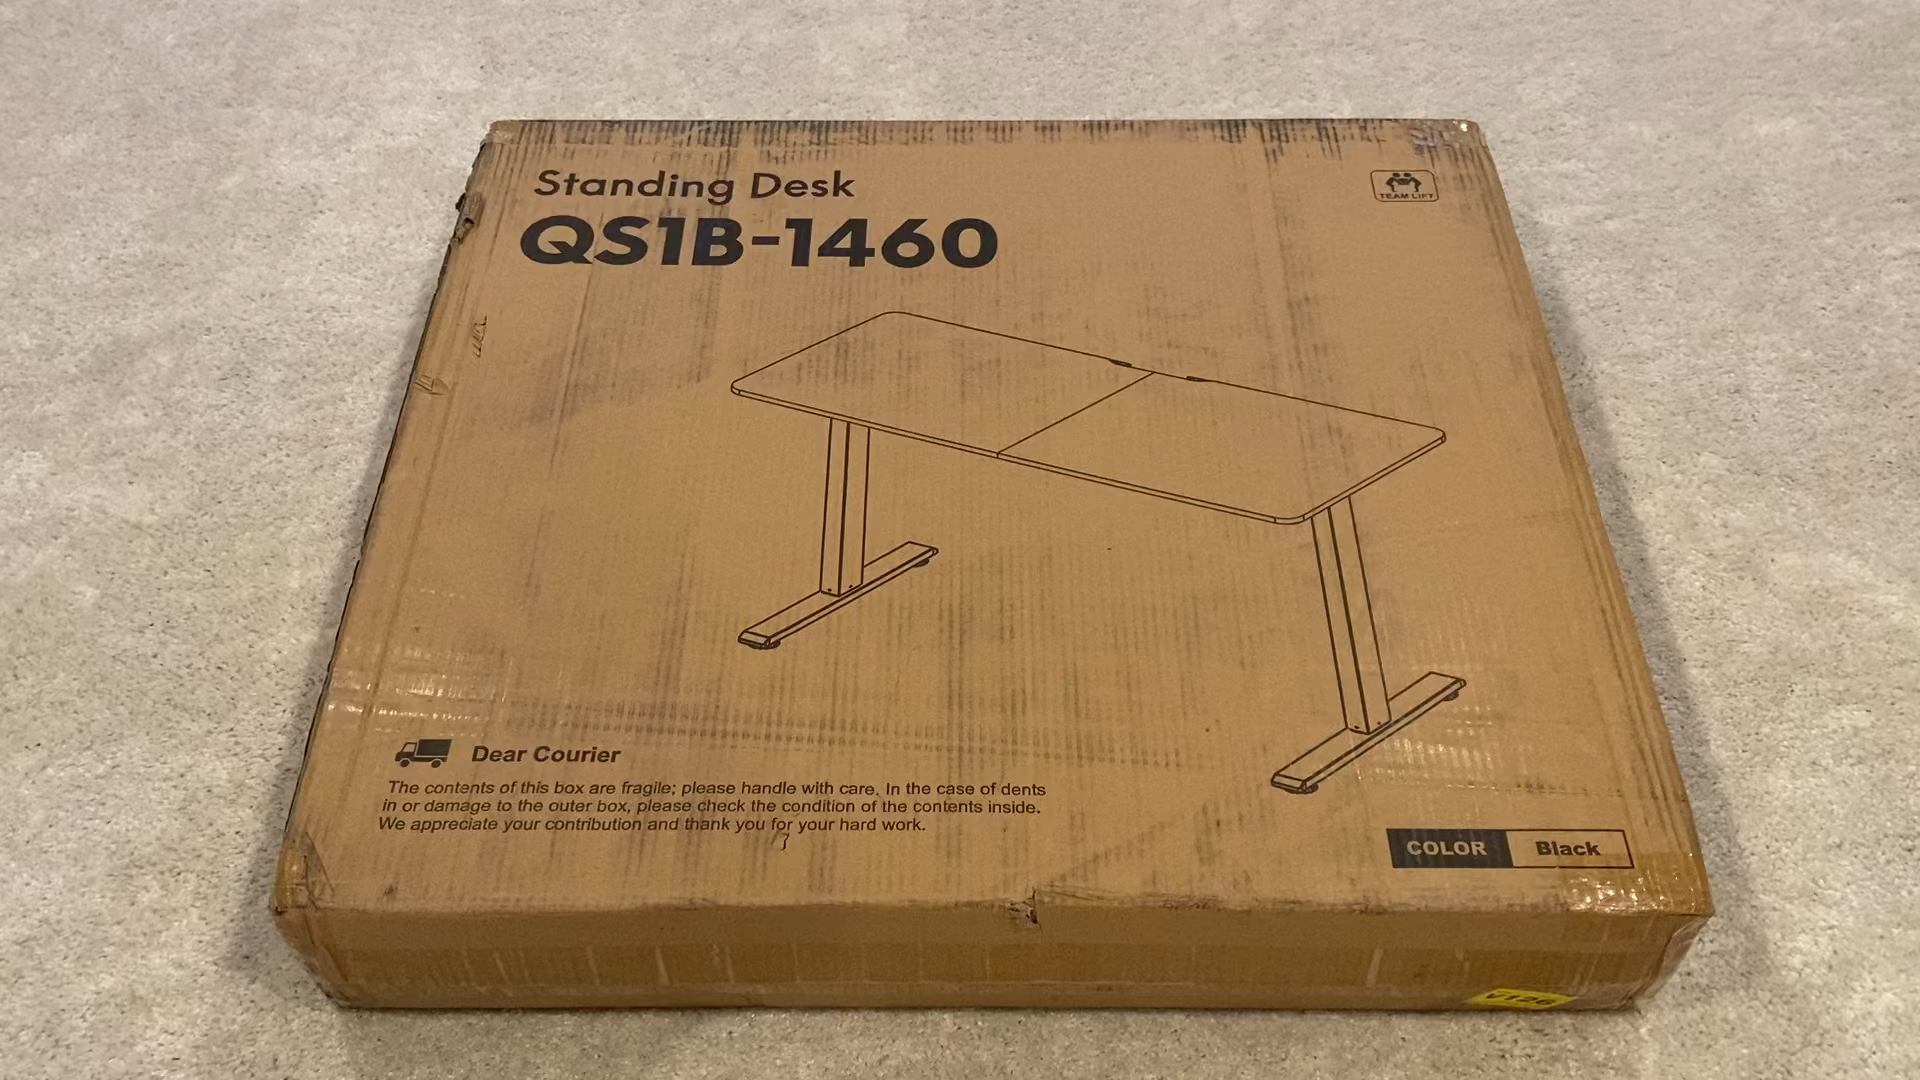 Standing Desk
QS1B-1460
TEAM LIFT
Dear Courier
The contents of this box are fragile; please handle with care. In the case of dents
in or damage to the outer box, please check the condition of the contents inside.
We appreciate your contribution and thank you for your hard work.
COLOR Black
V126